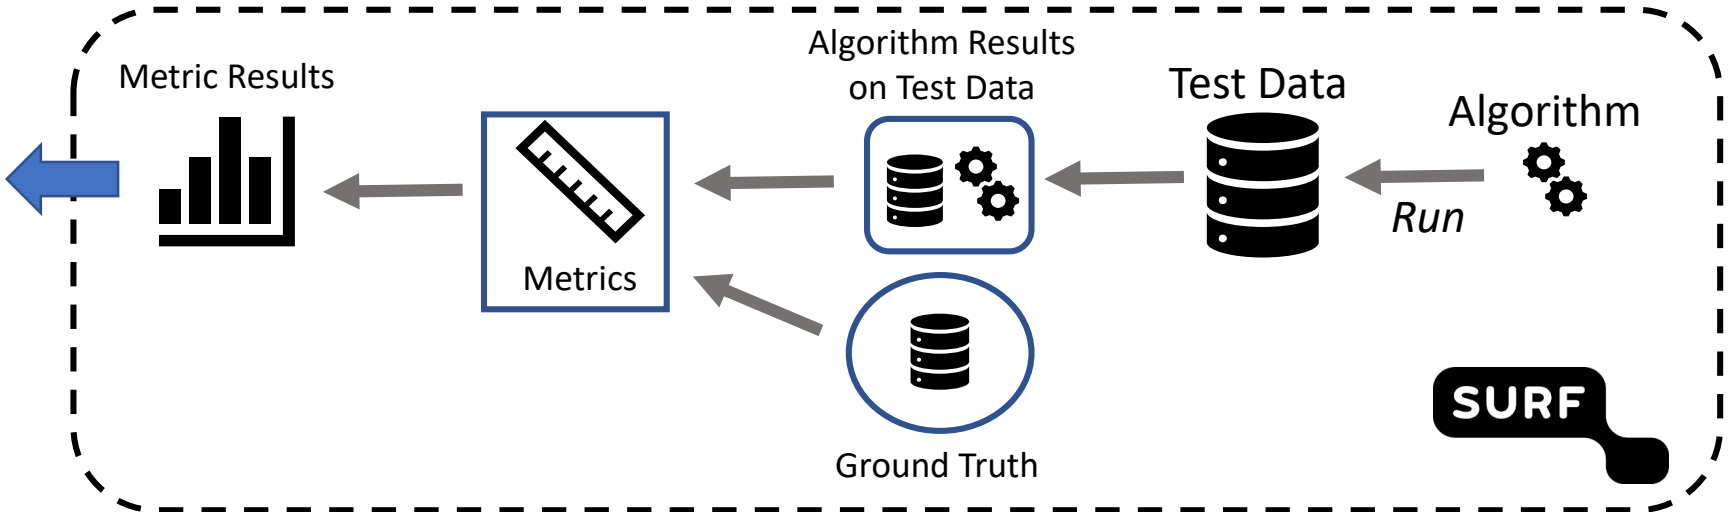 Metric Results
Metrics
Algorithm Results
on Test Data
Ground Truth
Test Data
Run
Algorithm
SURF